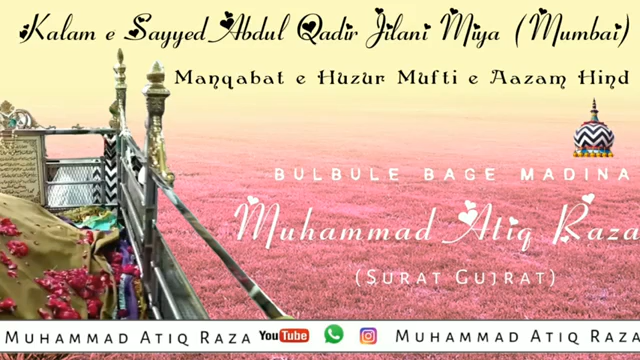 Kalam e Sayyed Abdul Qadir Jilani Miya (Mumbai)
Manqabat e Huzur Mufti e Aazam Hind
BULBULE BAGE MADINA
Muhammad Atiq Raza
(Surat Gujrat)
Muhammad Atiq Raza YouTube Muhammad Atiq Raza